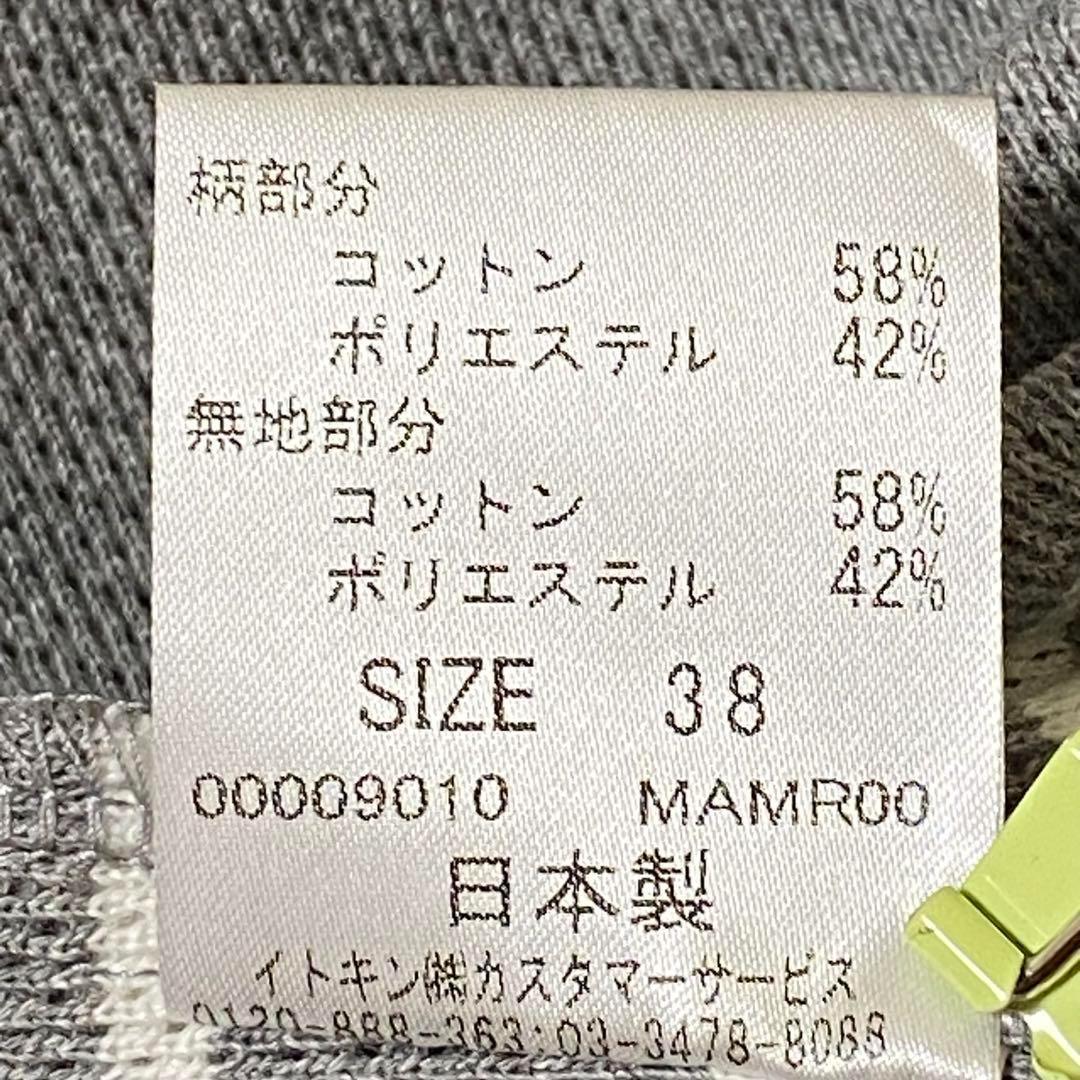 柄部分
コットン 58%
ポリエステル 42%
無地部分
コットン 58%
ポリエステル 42%
SIZE 38
00009010 MAMR00
日本製
イトキン㈱カスタマーサービス
0120-888-363:03-3478-8088